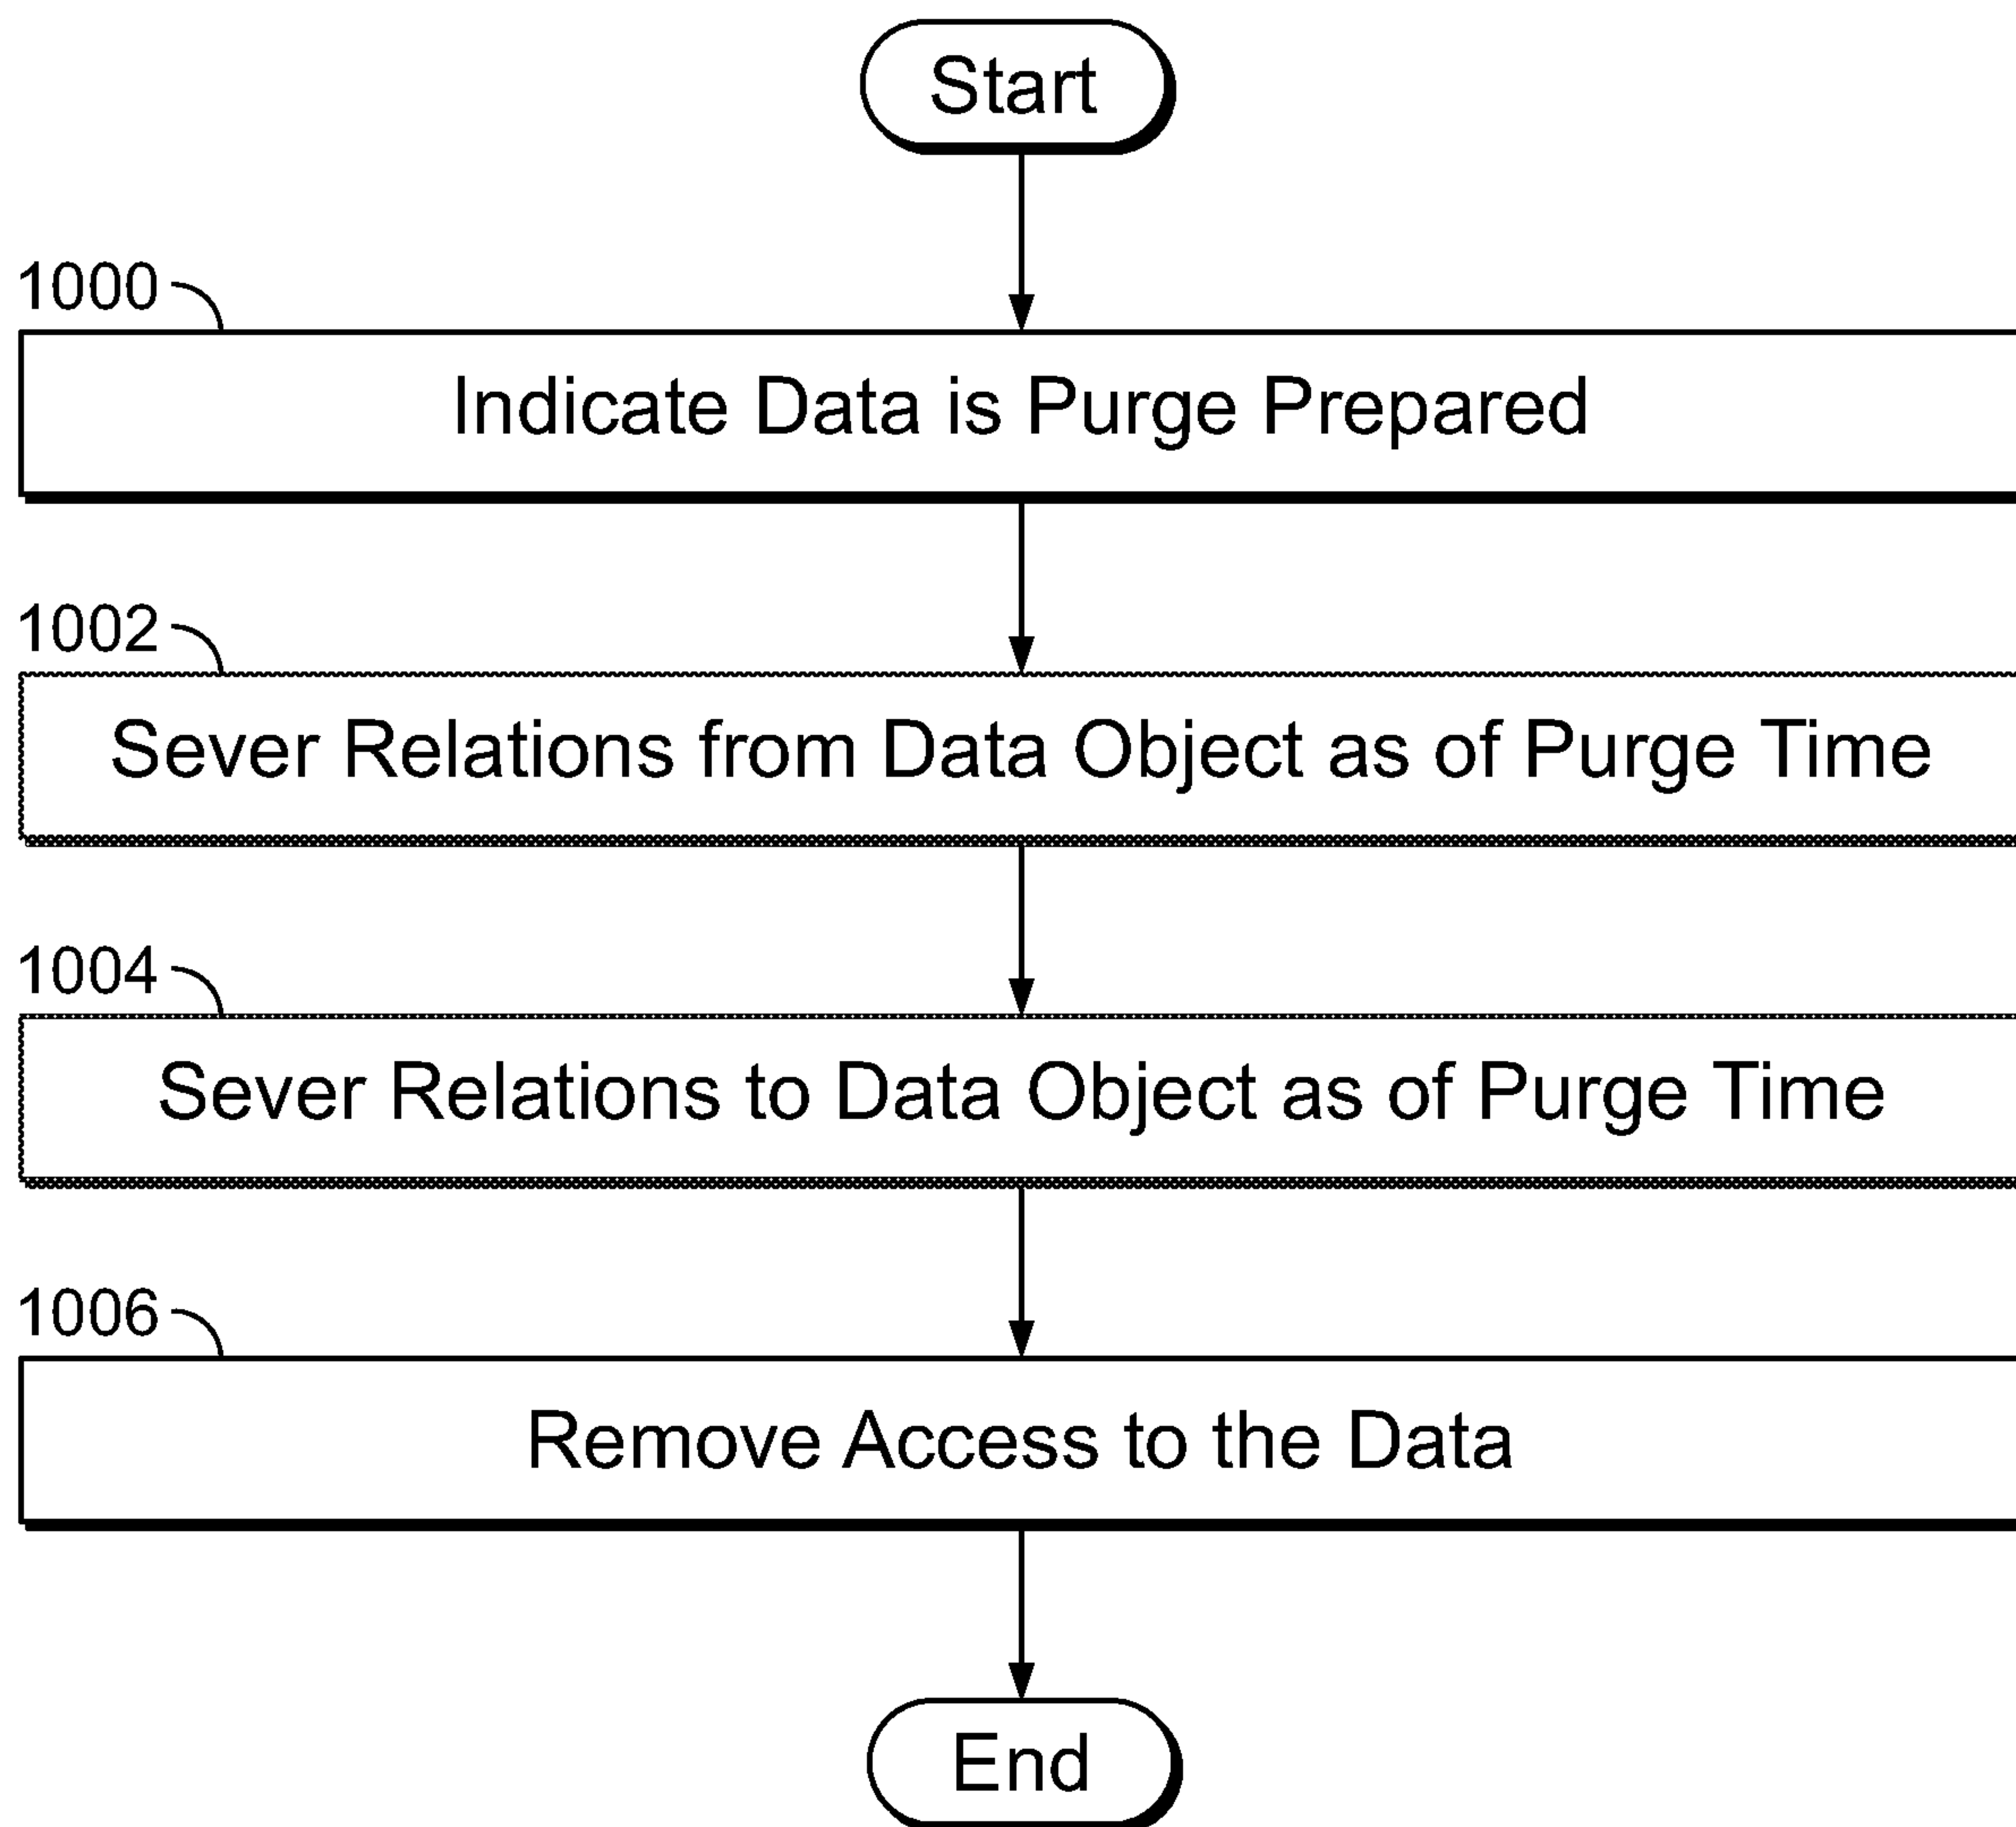 Start
1000
Indicate Data is Purge Prepared
1002
Sever Relations from Data Object as of Purge Time
1004
Sever Relations to Data Object as of Purge Time
1006
Remove Access to the Data
End